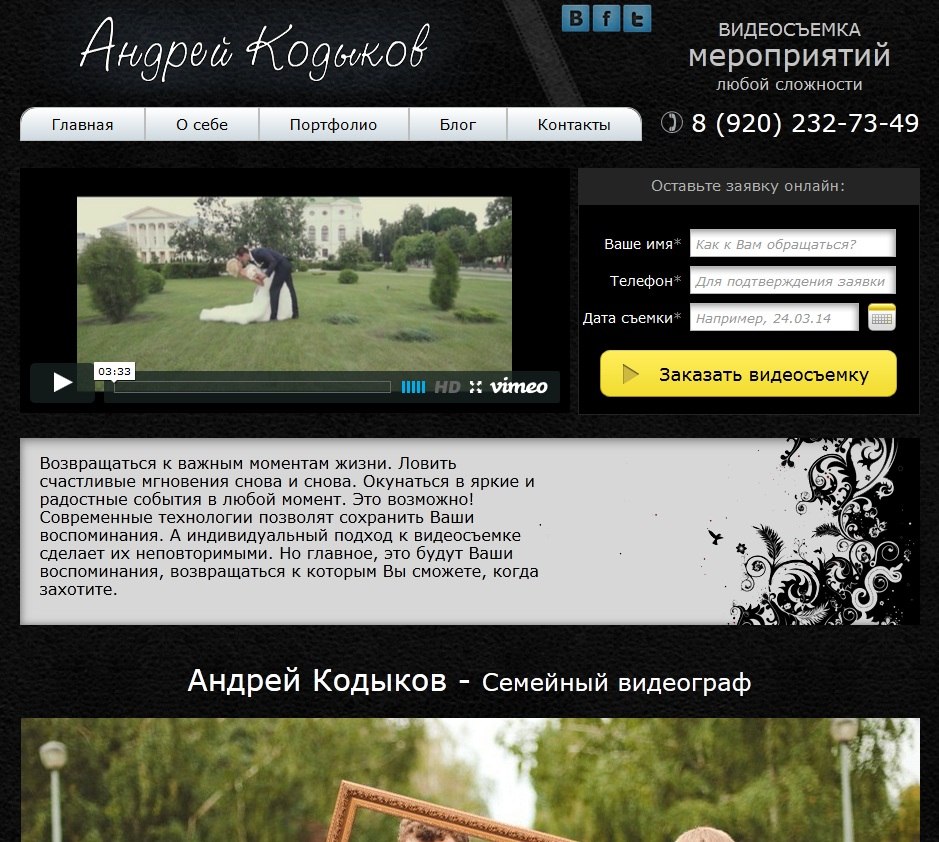 Андрей Кодыков
B f t
ВИДЕОСЪЕМКА
мероприятий
любой сложности
8 (920) 232-73-49
Главная
О себе
Портфолио
Блог
Контакты
03:33
HD
vimeo
Оставьте заявку онлайн:
Ваше имя* Как к Вам обращаться?
Телефон* Для подтверждения заявки
Дата съемки* Например, 24.03.14
Заказать видеосъемку
Возвращаться к важным моментам жизни. Ловить
счастливые мгновения снова и снова. Окунаться в яркие и
радостные события в любой момент. Это возможно!
Современные технологии позволят сохранить Ваши
воспоминания. А индивидуальный подход к видеосъемке
сделает их неповторимыми. Но главное, это будут Ваши
воспоминания, возвращаться к которым Вы сможете, когда
захотите.
Андрей Кодыков - Семейный видеограф